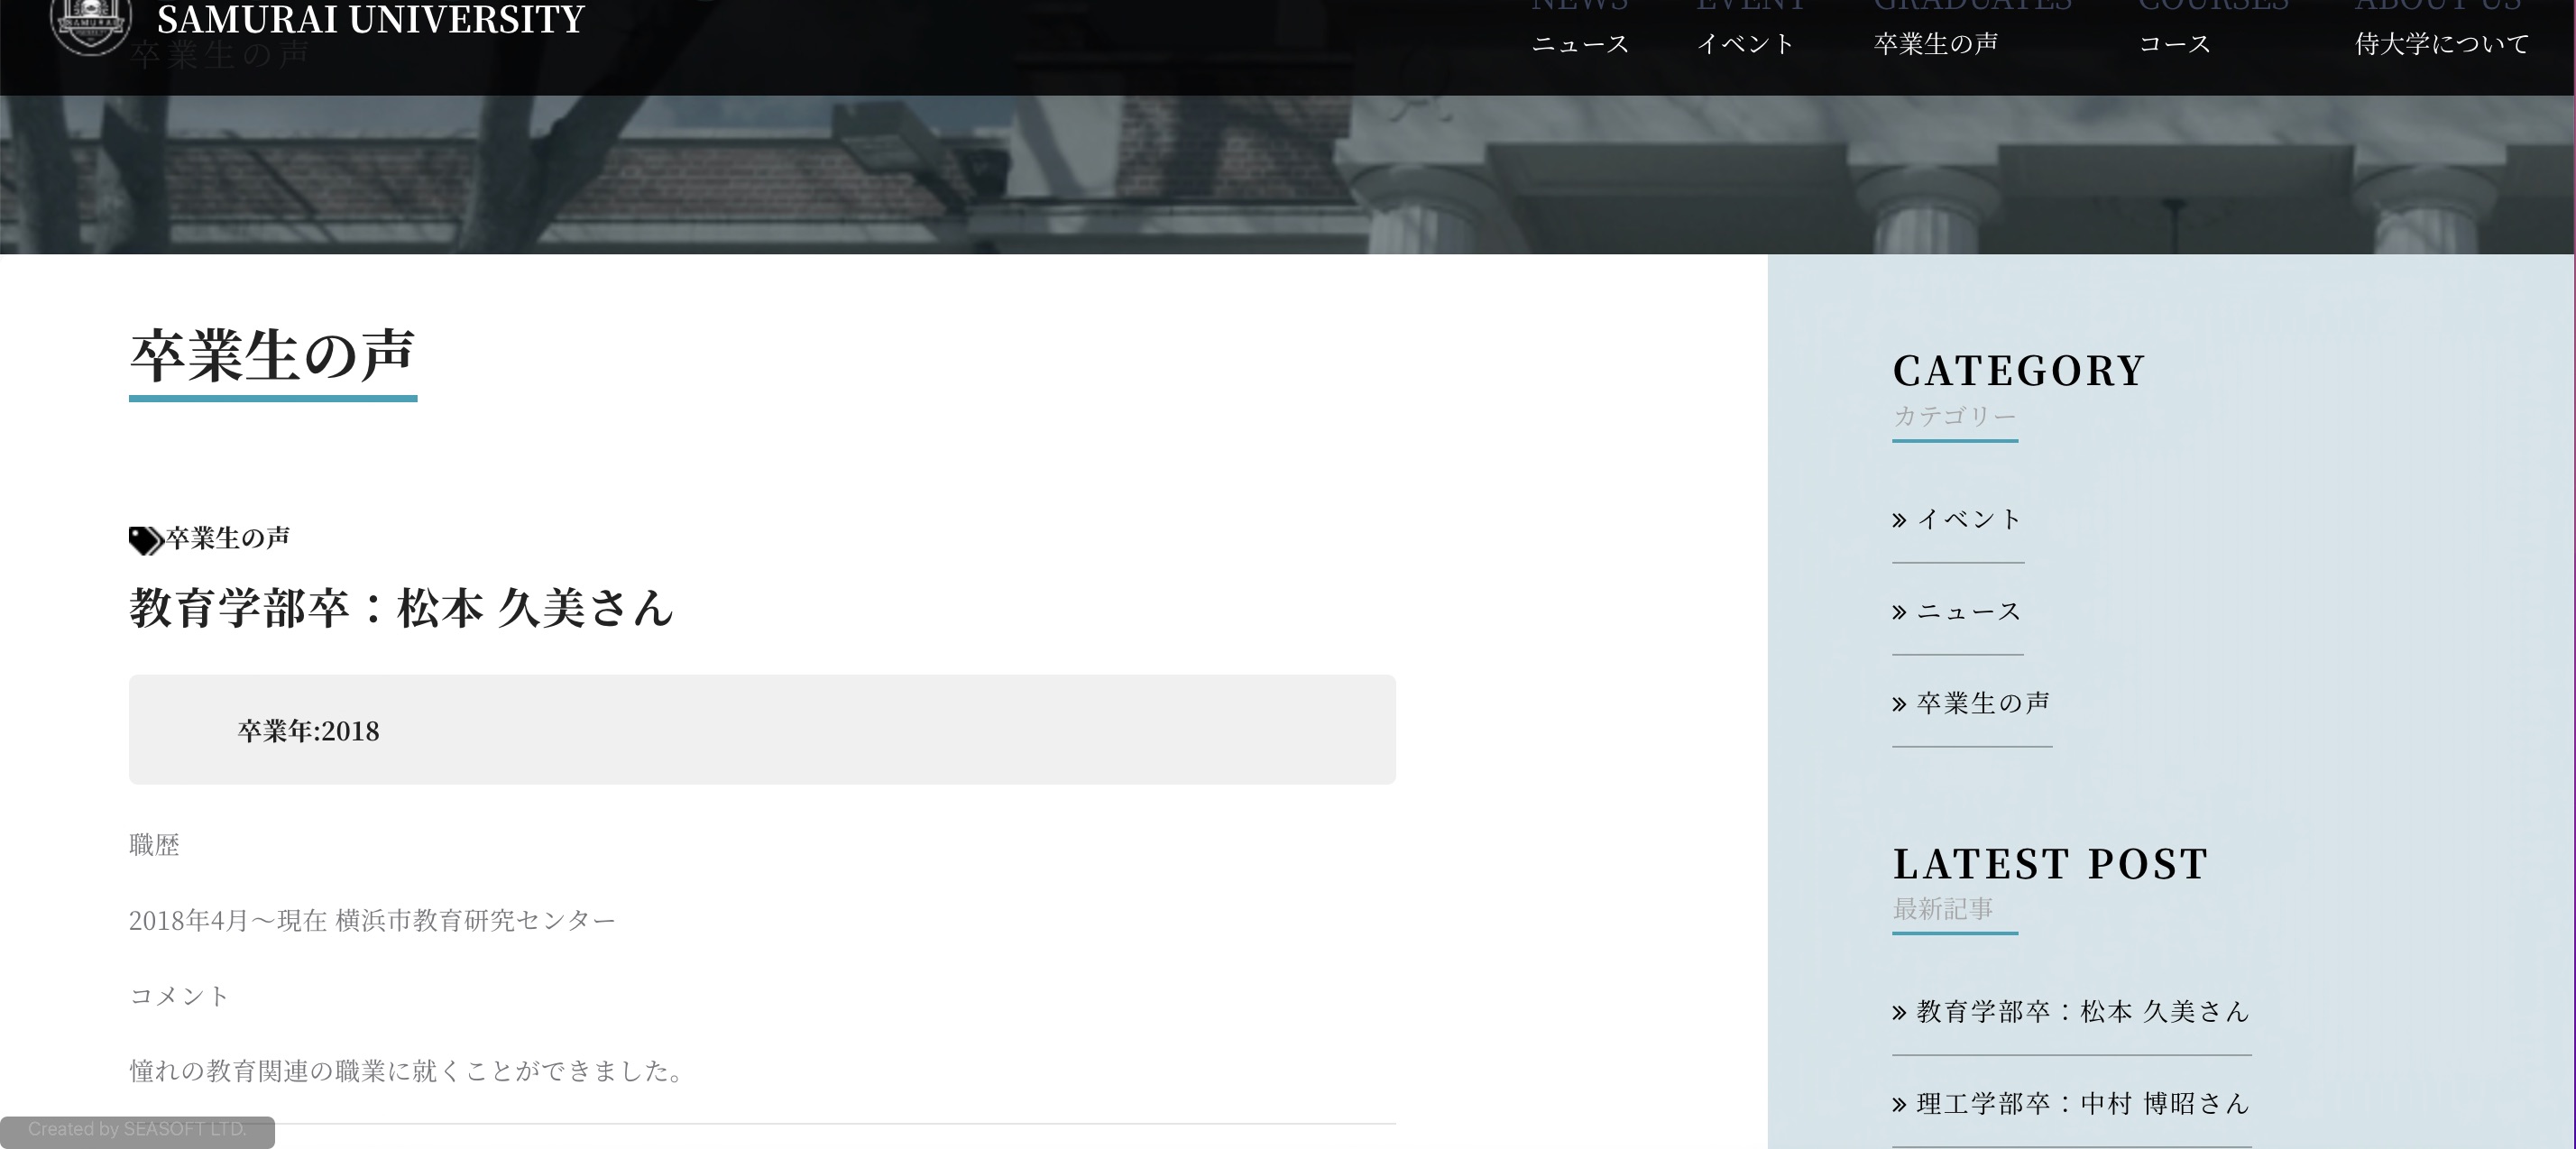 SAMURAI UNIVERSITY
卒業生の声
NEWS
ニュース
EVENT
イベント
GRADUATES
卒業生の声
COURSES
コース
ABOUT US
侍大学について
卒業生の声
卒業生の声
教育学部卒：松本 久美さん
卒業年:2018
職歴
2018年4月〜現在 横浜市教育研究センター
コメント
憧れの教育関連の職業に就くことができました。
Created by SEASOFT LTD.
CATEGORY
カテゴリー
» イベント
» ニュース
» 卒業生の声
LATEST POST
最新記事
» 教育学部卒：松本 久美さん
» 理工学部卒：中村 博昭さん